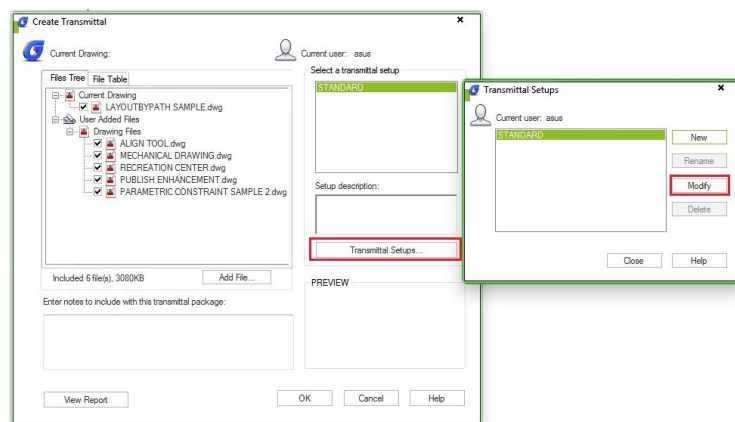 Create Transmittal
Current Drawing:
Current user: asus
Files Tree
File Table
Current Drawing
LAYOUTBYPATH SAMPLE.dwg
User Added Files
Drawing Files
ALIGN TOOL.dwg
MECHANICAL DRAWING.dwg
RECREATION CENTER.dwg
PUBLISH ENHANCEMENT.dwg
PARAMETRIC CONSTRAINT SAMPLE 2.dwg
Included 6 file(s), 3080KB
Add File...
Enter notes to include with this transmittal package:
View Report
Select a transmittal setup
STANDARD
Setup description:
Transmittal Setups...
PREVIEW
OK
Cancel
Help
Transmittal Setups
Current user: asus
STANDARD
New
Rename
Modify
Delete
Close
Help